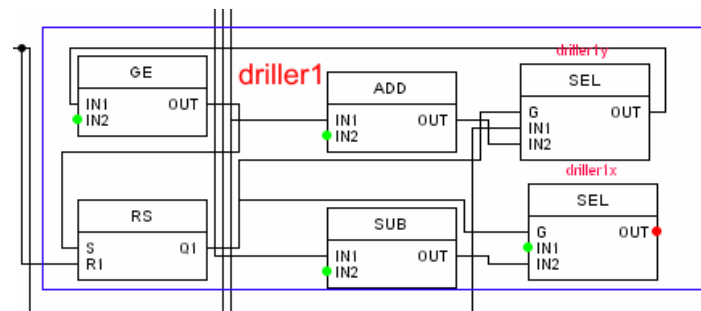 driller1y
GE
driller1
ADD
SEL
IN1 OUT
IN2
IN1 OUT
IN2
G OUT
IN1
IN2
driller1x
RS
SUB
SEL
S Q1
R1
IN1 OUT
IN2
G OUT
IN1
IN2